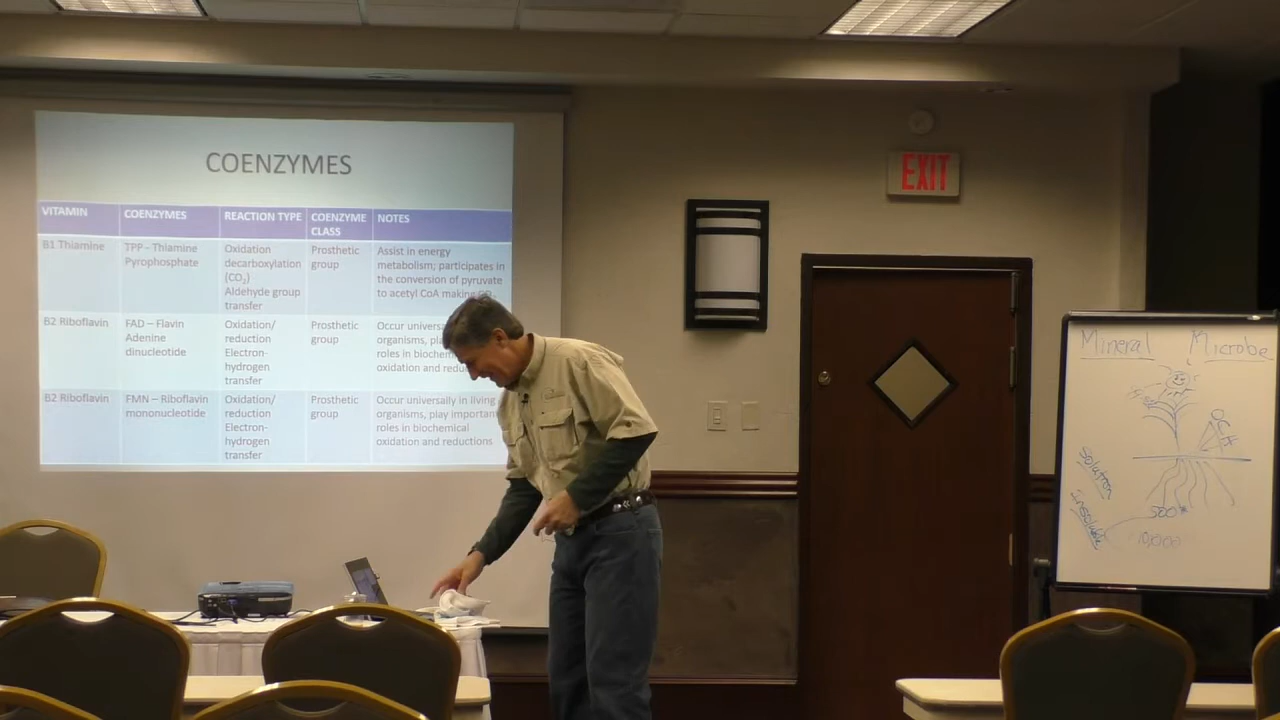 COENZYMES
VITAMIN
COENZYMES
REACTION TYPE
COENZYME
CLASS
NOTES
B1 Thiamine
TPP – Thiamine
Pyrophosphate
Oxidation
decarboxylation
(CO₂)
Aldehyde group
transfer
Prosthetic
group
Assist in energy
metabolism; participates in
the conversion of pyruvate
to acetyl CoA making
B2 Riboflavin
FAD – Flavin
Adenine
dinucleotide
Oxidation/
reduction
Electron-
hydrogen
transfer
Prosthetic
group
Occur
organisms,
roles in
oxidation and
B2 Riboflavin
FMN – Riboflavin
mononucleotide
Oxidation/
reduction
Electron-
hydrogen
transfer
Prosthetic
group
Occur universally in living
organisms, play important
roles in biochemical
oxidation and reductions
EXIT
Mineral Microbe
Solution
500
10,000